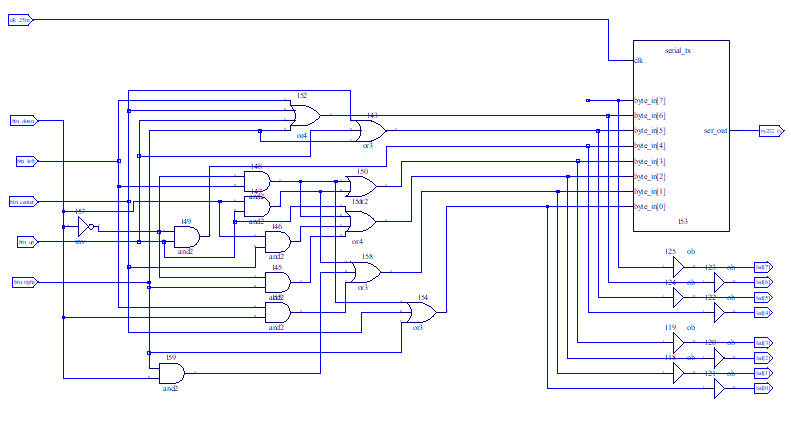 clk_25m
serial_tx
clk
byte_in[7]
byte_in[6]
byte_in[5]
byte_in[4]
byte_in[3]
byte_in[2]
byte_in[1]
byte_in[0]
ser_out
rs232_tx
I53
btn_down
btn_left
btn_center
btn_up
btn_right
I52
or4
I43
or3
I48
and2
I42
and2
I50
or2
I51
or4
I57
inv
I49
and2
I46
and2
I45
and2
and2
I58
or3
I54
or3
I59
and2
I25
ob
I23
ob
led[7]
I24
ob
led[6]
I22
ob
led[5]
led[4]
I19
ob
I20
ob
led[3]
I18
ob
led[2]
I21
ob
led[1]
led[0]